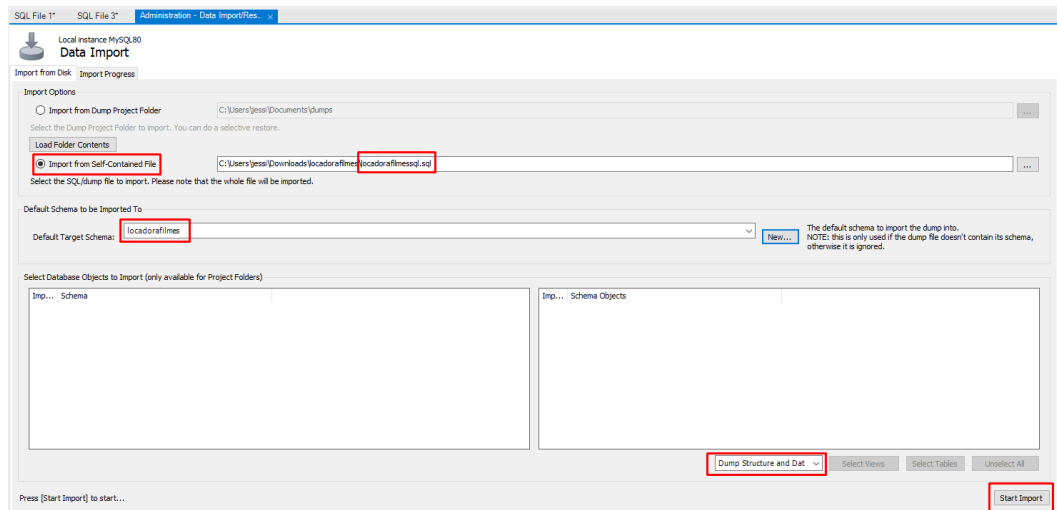 SQL File 1* SQL File 3* Administration - Data Import/Res... x
Local instance MySQL80
Data Import
Import from Disk Import Progress
Import Options
Import from Dump Project Folder C:\Users\jessi\Documents\dumps ...
Select the Dump Project Folder to import. You can do a selective restore.
Load Folder Contents
Import from Self-Contained File C:\Users\jessi\Downloads\locadorafilmes\locadorafilmessql.sql ...
Select the SQL/dump file to import. Please note that the whole file will be imported.
Default Schema to be Imported To
Default Target Schema: locadorafilmes New... The default schema to import the dump into.
NOTE: this is only used if the dump file doesn't contain its schema,
otherwise it is ignored.
Select Database Objects to Import (only available for Project Folders)
Imp... Schema Imp... Schema Objects
Dump Structure and Dat Select Views Select Tables Unselect All
Press [Start Import] to start... Start Import